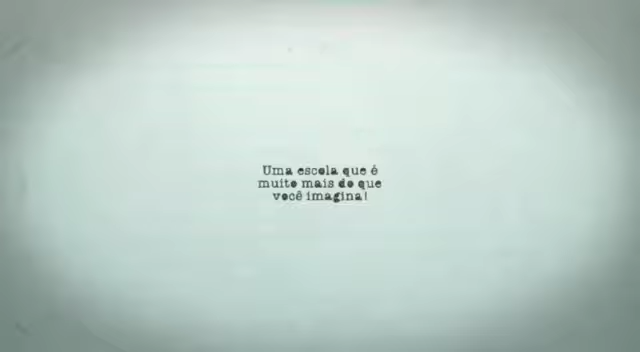 Uma escola que é
muito mais do que
você imagina!